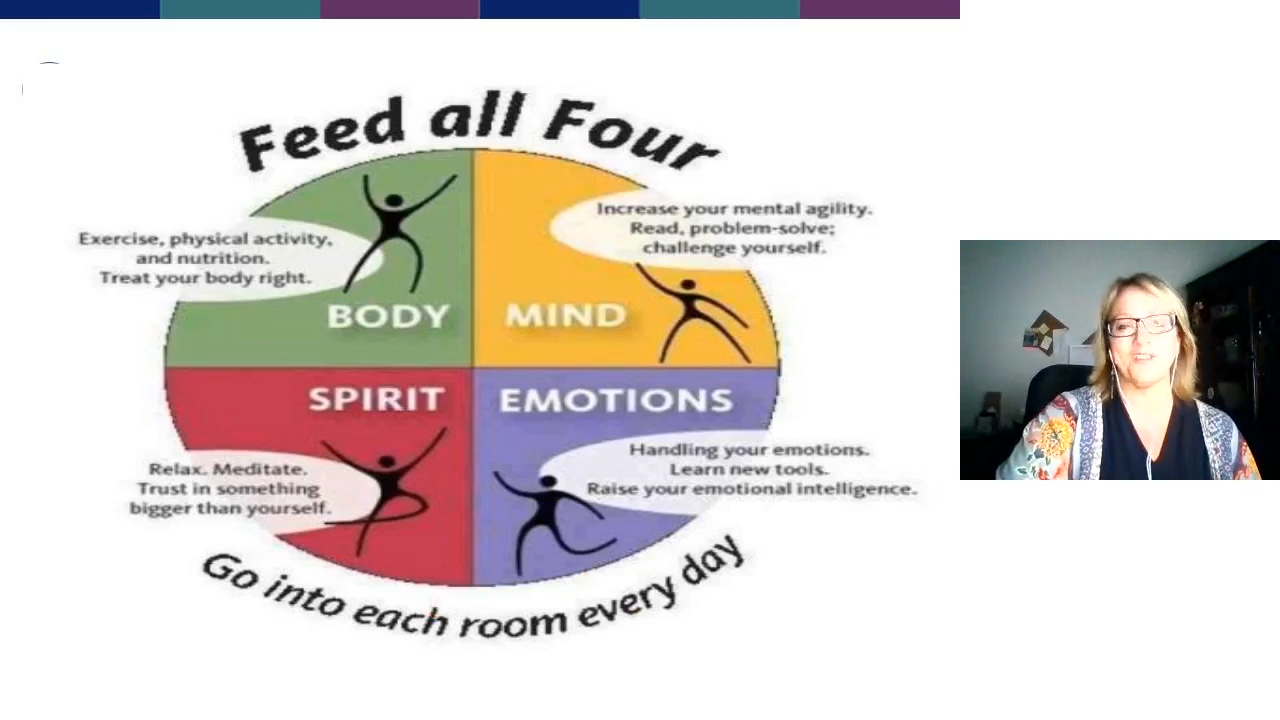 Feed all Four
Exercise, physical activity,
and nutrition.
Treat your body right.
BODY
Increase your mental agility.
Read, problem-solve;
challenge yourself.
MIND
SPIRIT
Relax. Meditate.
Trust in something
bigger than yourself.
EMOTIONS
Handling your emotions.
Learn new tools.
Raise your emotional intelligence.
Go into each room every day